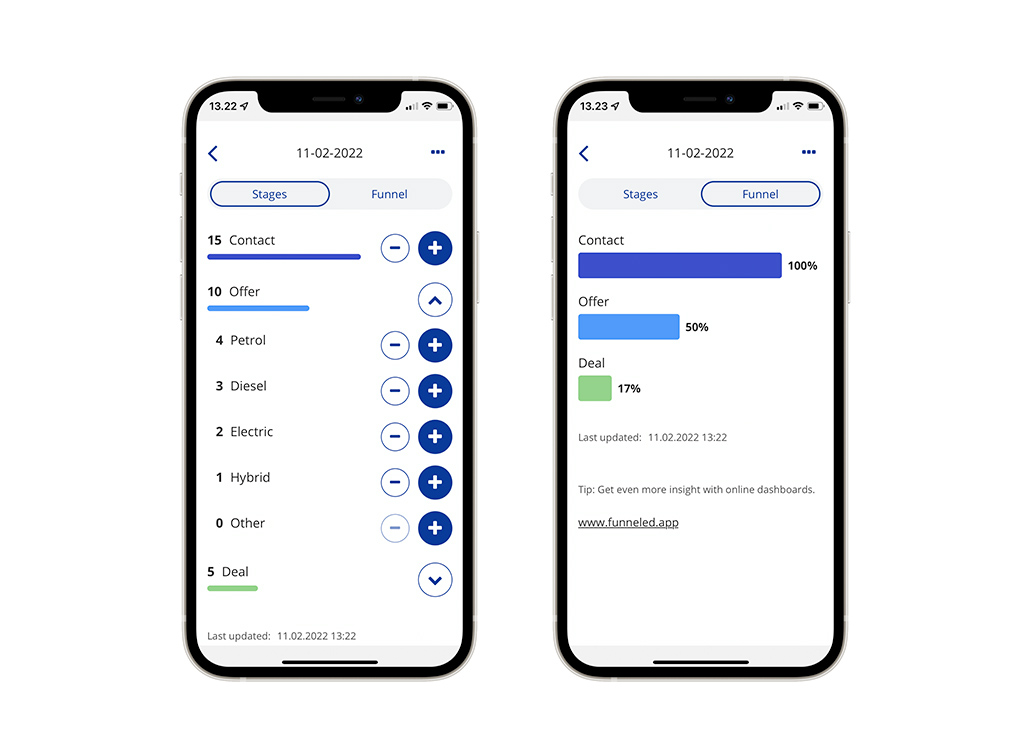 13.22
11-02-2022
Stages Funnel
15 Contact
10 Offer
4 Petrol
3 Diesel
2 Electric
1 Hybrid
0 Other
5 Deal
Last updated: 11.02.2022 13:22
13.23
11-02-2022
Stages Funnel
Contact
100%
Offer
50%
Deal
17%
Last updated: 11.02.2022 13:22
Tip: Get even more insight with online dashboards.
www.funneled.app